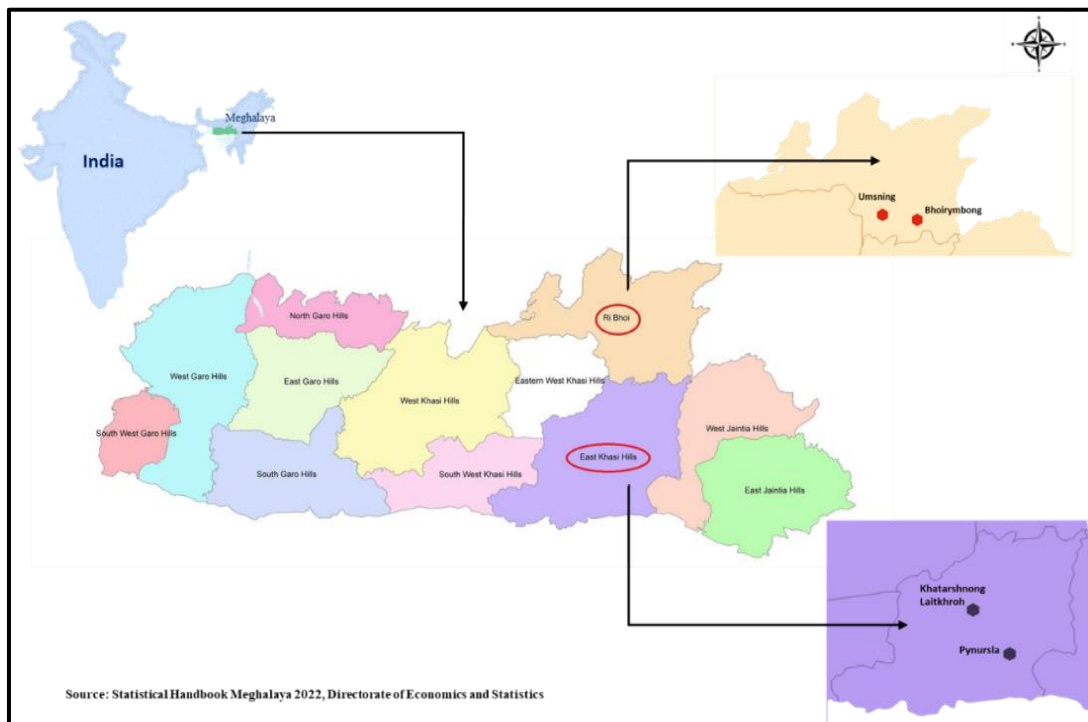 Meghalaya
India
Umsning
Bhoirymbong
North Garo Hills
Ri Bhoi
West Garo Hills
East Garo Hills
Eastern West Khasi Hills
West Khasi Hills
South West Garo Hills
West Jaintia Hills
East Khasi Hills
South Garo Hills
South West Khasi Hills
East Jaintia Hills
Khatarshnong
Laitkhroh
Pynursla
Source: Statistical Handbook Meghalaya 2022, Directorate of Economics and Statistics